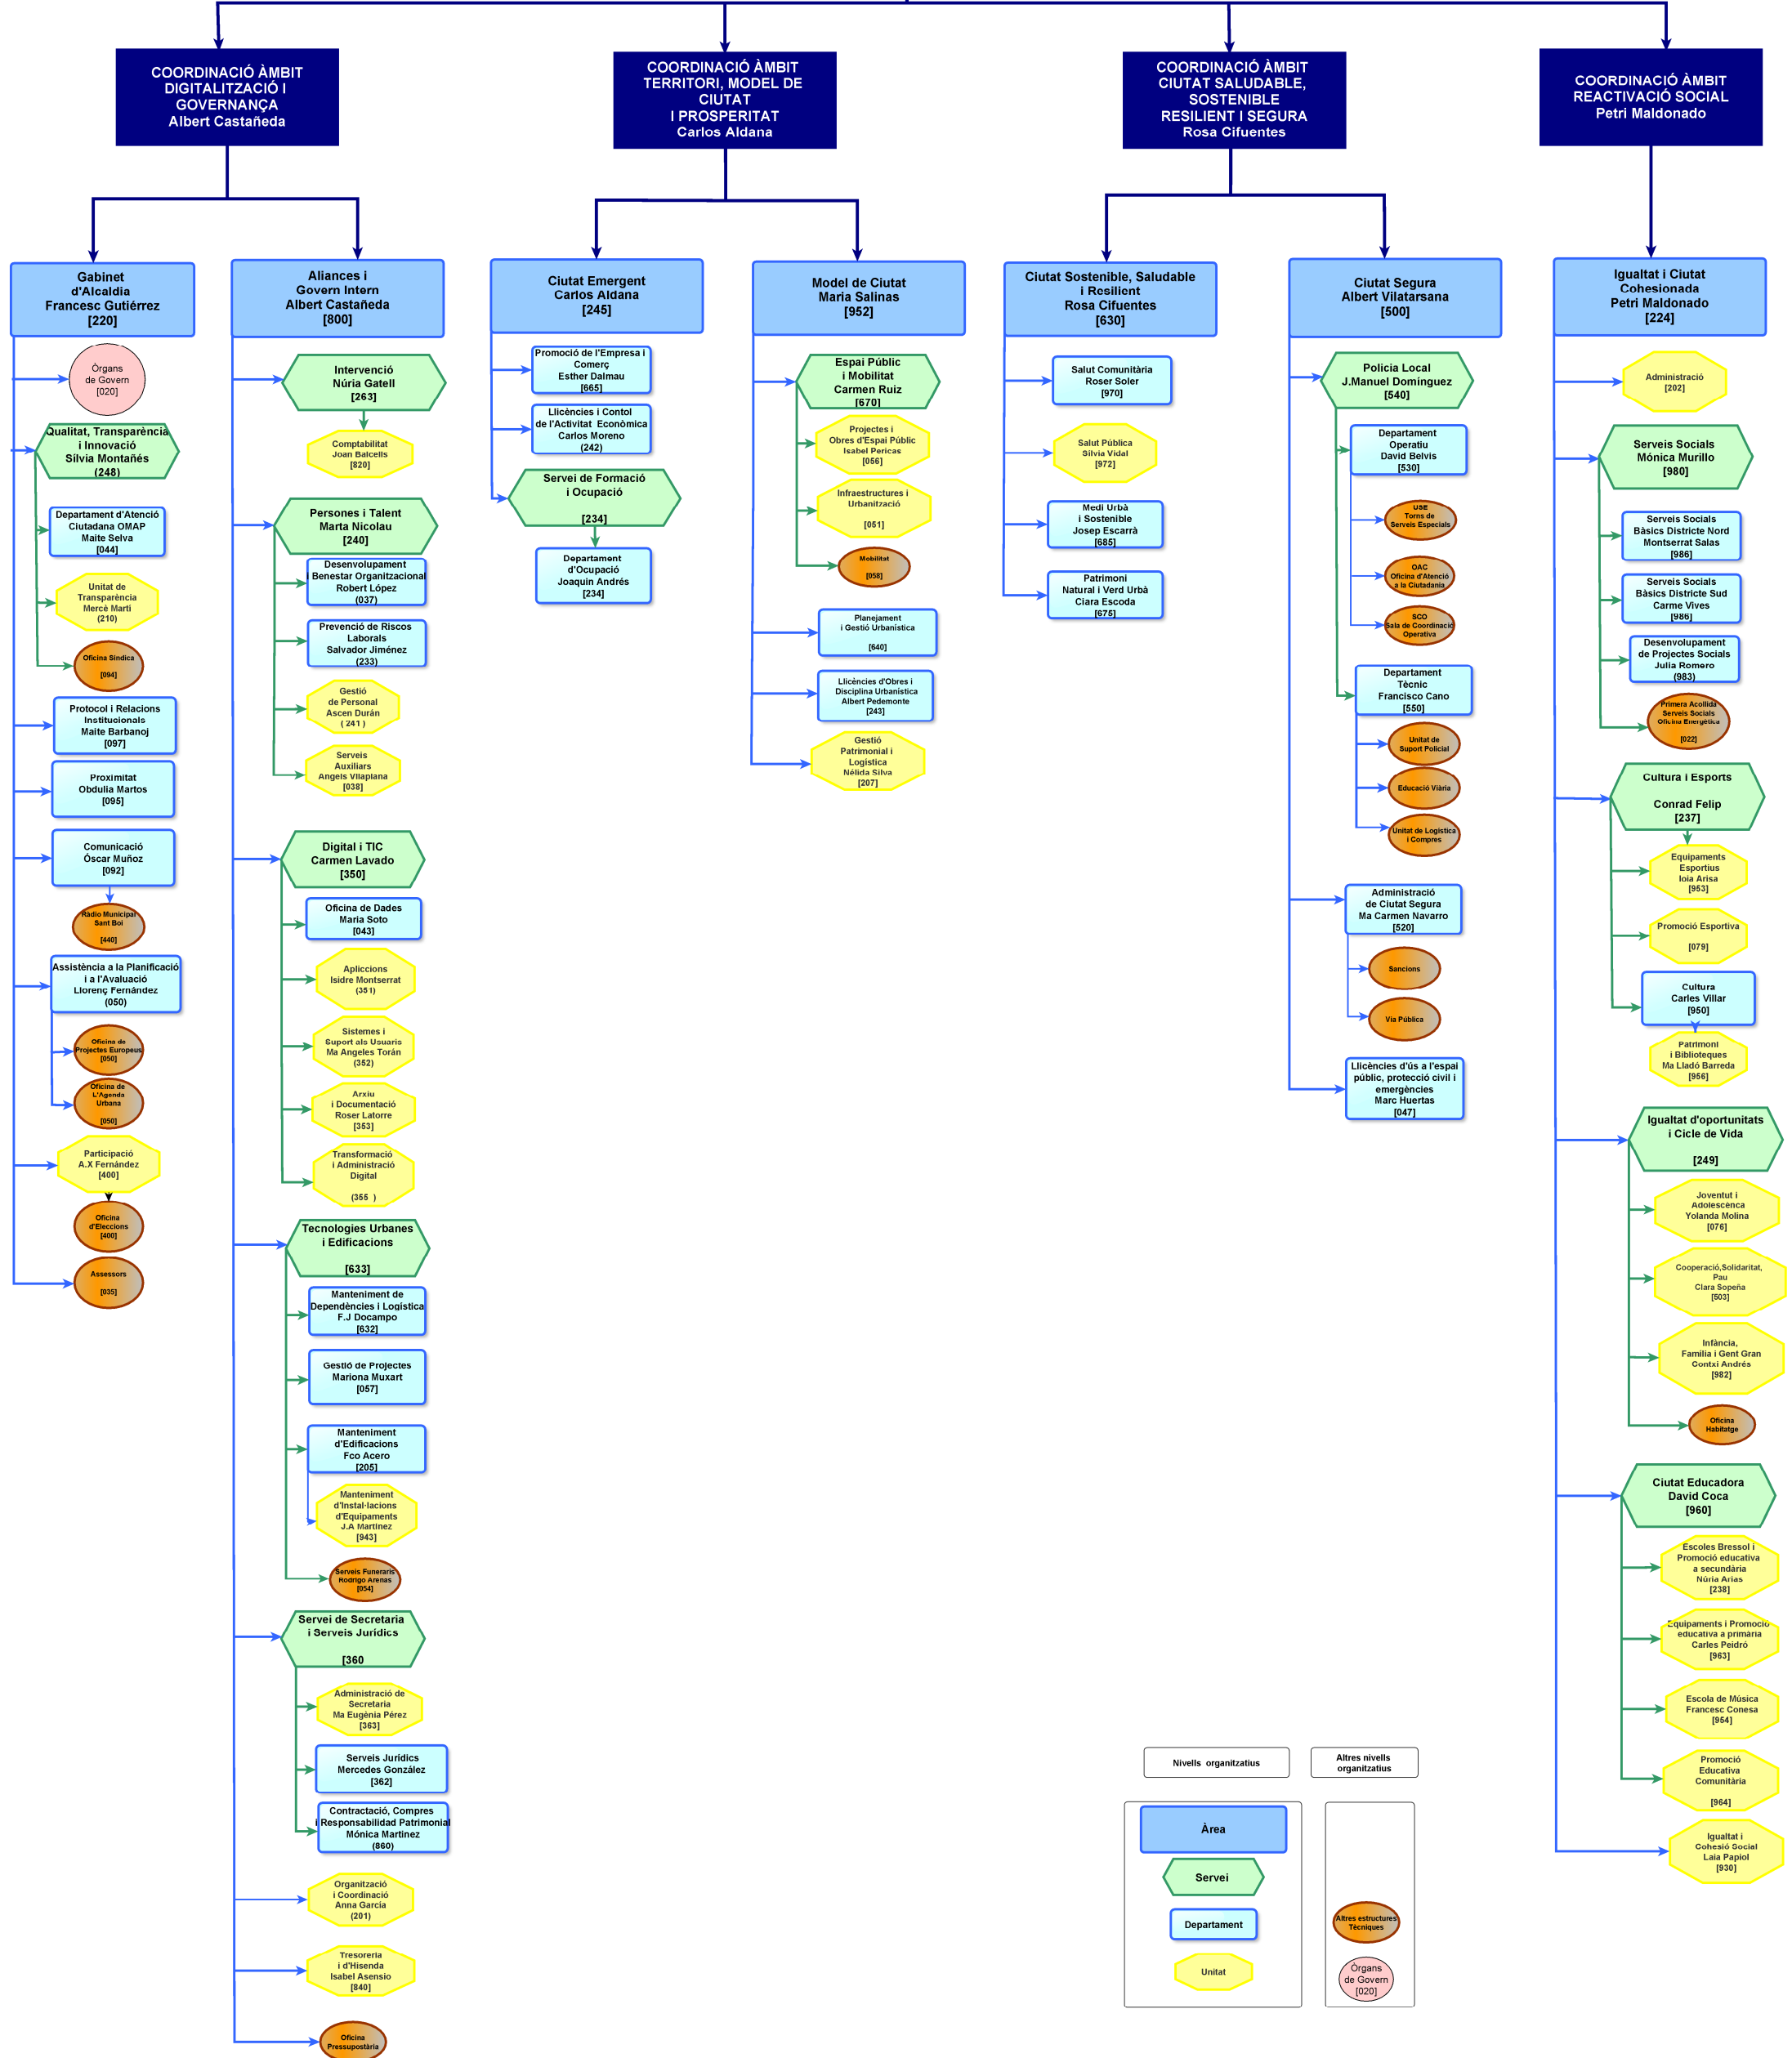 COORDINACIÓ ÀMBIT
DIGITALITZACIÓ I
GOVERNANÇA
Albert Castañeda
COORDINACIÓ ÀMBIT
TERRITORI, MODEL DE
CIUTAT
I PROSPERITAT
Carlos Aldana
COORDINACIÓ ÀMBIT
CIUTAT SALUDABLE,
SOSTENIBLE
RESILIENT I SEGURA
Rosa Cifuentes
COORDINACIÓ ÀMBIT
REACTIVACIÓ SOCIAL
Petri Maldonado
Gabinet
d'Alcaldia
Francesc Gutiérrez
[220]
Òrgans
de Govern
[020]
Qualitat, Transparència
i Innovació
Sílvia Montañés
(248)
Departament d'Atenció
Ciutadana OMAP
Maite Selva
[044]
Unitat de
Transparència
Mercè Marti
(210)
Oficina Síndica
[094]
Protocol i Relacions
Institucionals
Maite Barbanoj
[097]
Proximitat
Obdulia Martos
[095]
Comunicació
Óscar Muñoz
[092]
Ràdio Municipal
Sant Boi
[440]
Assistència a la Planificació
i a l'Avaluació
Llorenç Fernández
(050)
Oficina de
Projectes Europeus
[050]
Oficina de
L'Agenda
Urbana
[050]
Participació
A.X Fernández
[400]
Oficina
d'Eleccions
[400]
Assessors
[035]
Aliances i
Govern Intern
Albert Castañeda
[800]
Intervenció
Núria Gatell
[263]
Comptabilitat
Joan Balcells
[820]
Persones i Talent
Marta Nicolau
[240]
Desenvolupament
i Benestar Organitzacional
Robert López
(037)
Prevenció de Riscos
Laborals
Salvador Jiménez
(233)
Gestió
de Personal
Ascen Durán
( 241 )
Serveis
Auxiliars
Angels Vilaplana
[038]
Digital i TIC
Carmen Lavado
[350]
Oficina de Dades
Maria Soto
[043]
Apliccions
Isidre Montserrat
(351)
Sistemes i
Suport als Usuaris
Ma Angeles Torán
(352)
Arxiu
i Documentació
Roser Latorre
[353]
Transformació
i Administració
Digital
(355 )
Tecnologies Urbanes
i Edificacions
[633]
Manteniment de
Dependències i Logística
F.J Docampo
[632]
Gestió de Projectes
Mariona Muxart
[057]
Manteniment
d'Edificacions
Fco Acero
[205]
Manteniment
d'Instal·lacions
d'Equipaments
J.A Martínez
[943]
Serveis Funeraris
Rodrigo Arenas
[054]
Servei de Secretaria
i Serveis Jurídics
[360
Administració de
Secretaria
Ma Eugènia Pérez
[363]
Serveis Jurídics
Mercedes González
[362]
Contractació, Compres
i Responsabilidad Patrimonial
Mónica Martinez
(860)
Organització
i Coordinació
Anna García
(201)
Tresoreria
i d'Hisenda
Isabel Asensio
[840]
Oficina
Pressupostària
Ciutat Emergent
Carlos Aldana
[245]
Promoció de l'Empresa i
Comerç
Esther Dalmau
[665]
Llicències i Contol
de l'Activitat Econòmica
Carlos Moreno
(242)
Servei de Formació
i Ocupació
[234]
Departament
d'Ocupació
Joaquin Andrés
[234]
Model de Ciutat
Maria Salinas
[952]
Espai Públic
i Mobilitat
Carmen Ruiz
[670]
Projectes i
Obres d'Espai Públic
Isabel Pericas
[056]
Infraestructures i
Urbanització
[051]
Mobilitat
[058]
Planejament
i Gestió Urbanística
[640]
Llicències d'Obres i
Disciplina Urbanística
Albert Pedemonte
[243]
Gestió
Patrimonial i
Logística
Nélida Silva
[207]
Ciutat Sostenible, Saludable
i Resilient
Rosa Cifuentes
[630]
Salut Comunitària
Roser Soler
[970]
Salut Pública
Sílvia Vidal
[972]
Medi Urbà
i Sostenible
Josep Escarrà
[685]
Patrimoni
Natural i Verd Urbà
Ciara Escoda
[675]
Ciutat Segura
Albert Vilatarsana
[500]
Policia Local
J.Manuel Domínguez
[540]
Departament
Operatiu
David Belvis
[530]
USE
Torns de
Serveis Especials
OAC
Oficina d'Atenció
a la Ciutadania
SCO
Sala de Coordinació
Operativa
Departament
Tècnic
Francisco Cano
[550]
Unitat de
Suport Policial
Educació Viària
Unitat de Logística
i Compres
Administració
de Ciutat Segura
Ma Carmen Navarro
[520]
Sancions
Via Pública
Llicències d'ús a l'espai
públic, protecció civil i
emergències
Marc Huertas
[047]
Igualtat i Ciutat
Cohesionada
Petri Maldonado
[224]
Administració
[202]
Serveis Socials
Mónica Murillo
[980]
Serveis Socials
Bàsics Districte Nord
Montserrat Salas
[986]
Serveis Socials
Bàsics Districte Sud
Carme Vives
[986]
Desenvolupament
de Projectes Socials
Julia Romero
(983)
Primera Acollida
Serveis Socials
Oficina Energètica
[022]
Cultura i Esports
Conrad Felip
[237]
Equipaments
Esportius
Ioia Arisa
[953]
Promoció Esportiva
[079]
Cultura
Carles Villar
[950]
Patrimoni
i Biblioteques
Ma Lladó Barreda
[956]
Igualtat d'oportunitats
i Cicle de Vida
[249]
Joventut i
Adolescènca
Yolanda Molina
[076]
Cooperació,Solidaritat,
Pau
Clara Sopeña
[503]
Infància,
Família i Gent Gran
Contxi Andrés
[982]
Oficina
Habitatge
Ciutat Educadora
David Coca
[960]
Escoles Bressol i
Promoció educativa
a secundària
Núria Arias
[238]
Equipaments i Promoció
educativa a primària
Carles Peidró
[963]
Escola de Música
Francesc Conesa
[954]
Promoció
Educativa
Comunitària
[964]
Igualtat i
Cohesió Social
Laia Papiol
[930]
Nivells organitzatius
Altres nivells
organitzatius
Àrea
Servei
Departament
Unitat
Altres estructures
Tècniques
Òrgans
de Govern
[020]